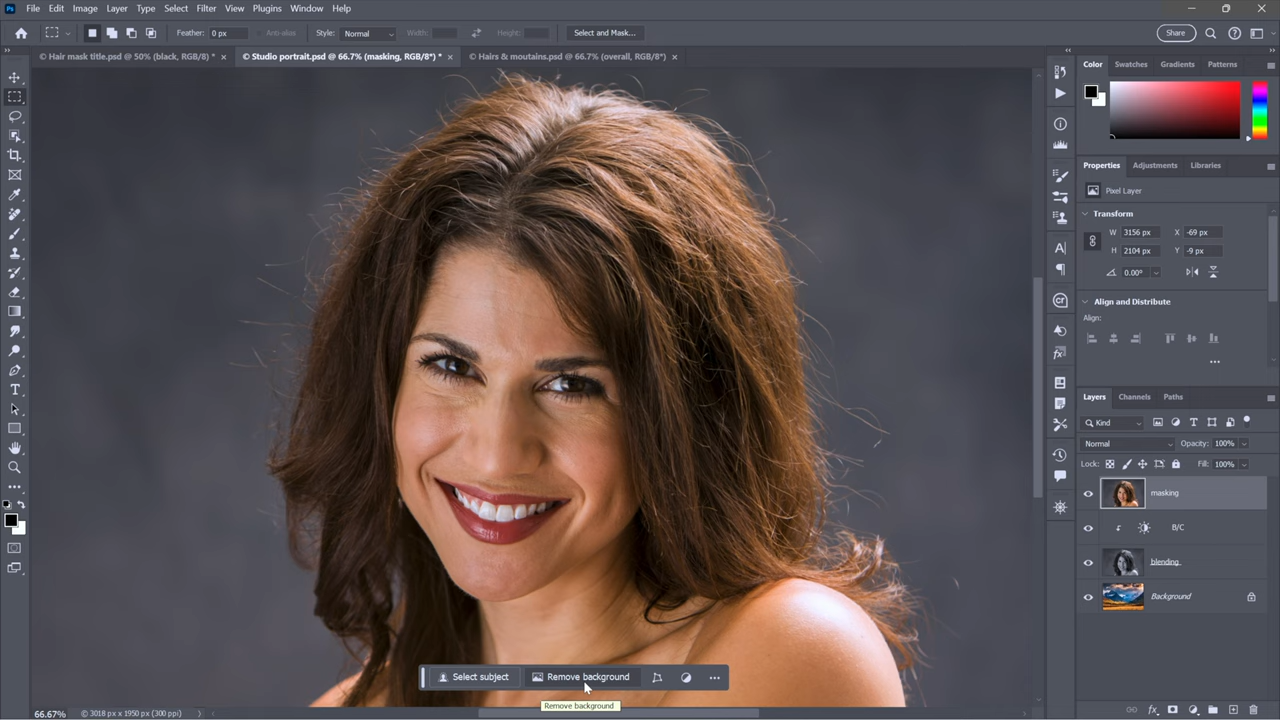 Ps File Edit Image Layer Type Select Filter View Plugins Window Help
Feather: 0 px Anti-alias Style: Normal Width: Height: Select and Mask... Share
© Hair mask title.psd @ 50% (black, RGB/8) * × © Studio portrait.psd @ 66.7% (masking, RGB/8*) * × © Hairs & moutains.psd @ 66.7% (overall, RGB/8*) ×
Color Swatches Gradients Patterns
Properties Adjustments Libraries
Pixel Layer
Transform
W 3156 px X -69 px
H 2104 px Y -9 px
0.00°
Align and Distribute
Align:
Layers Channels Paths
Kind
Normal Opacity: 100%
Lock: Fill: 100%
masking
B/C
blending
Background
Select subject Remove background
Remove background
66.67% © 3018 px x 1950 px (300 ppi)